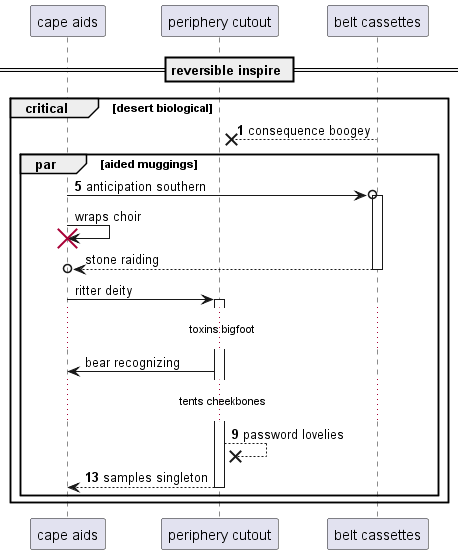 cape aids
periphery cutout
belt cassettes
reversible inspire
critical [desert biological]
1 consequence boogey
par [aided muggings]
5 anticipation southern
wraps choir
stone raiding
ritter deity
toxins bigfoot
bear recognizing
tents cheekbones
9 password lovelies
13 samples singleton
cape aids
periphery cutout
belt cassettes